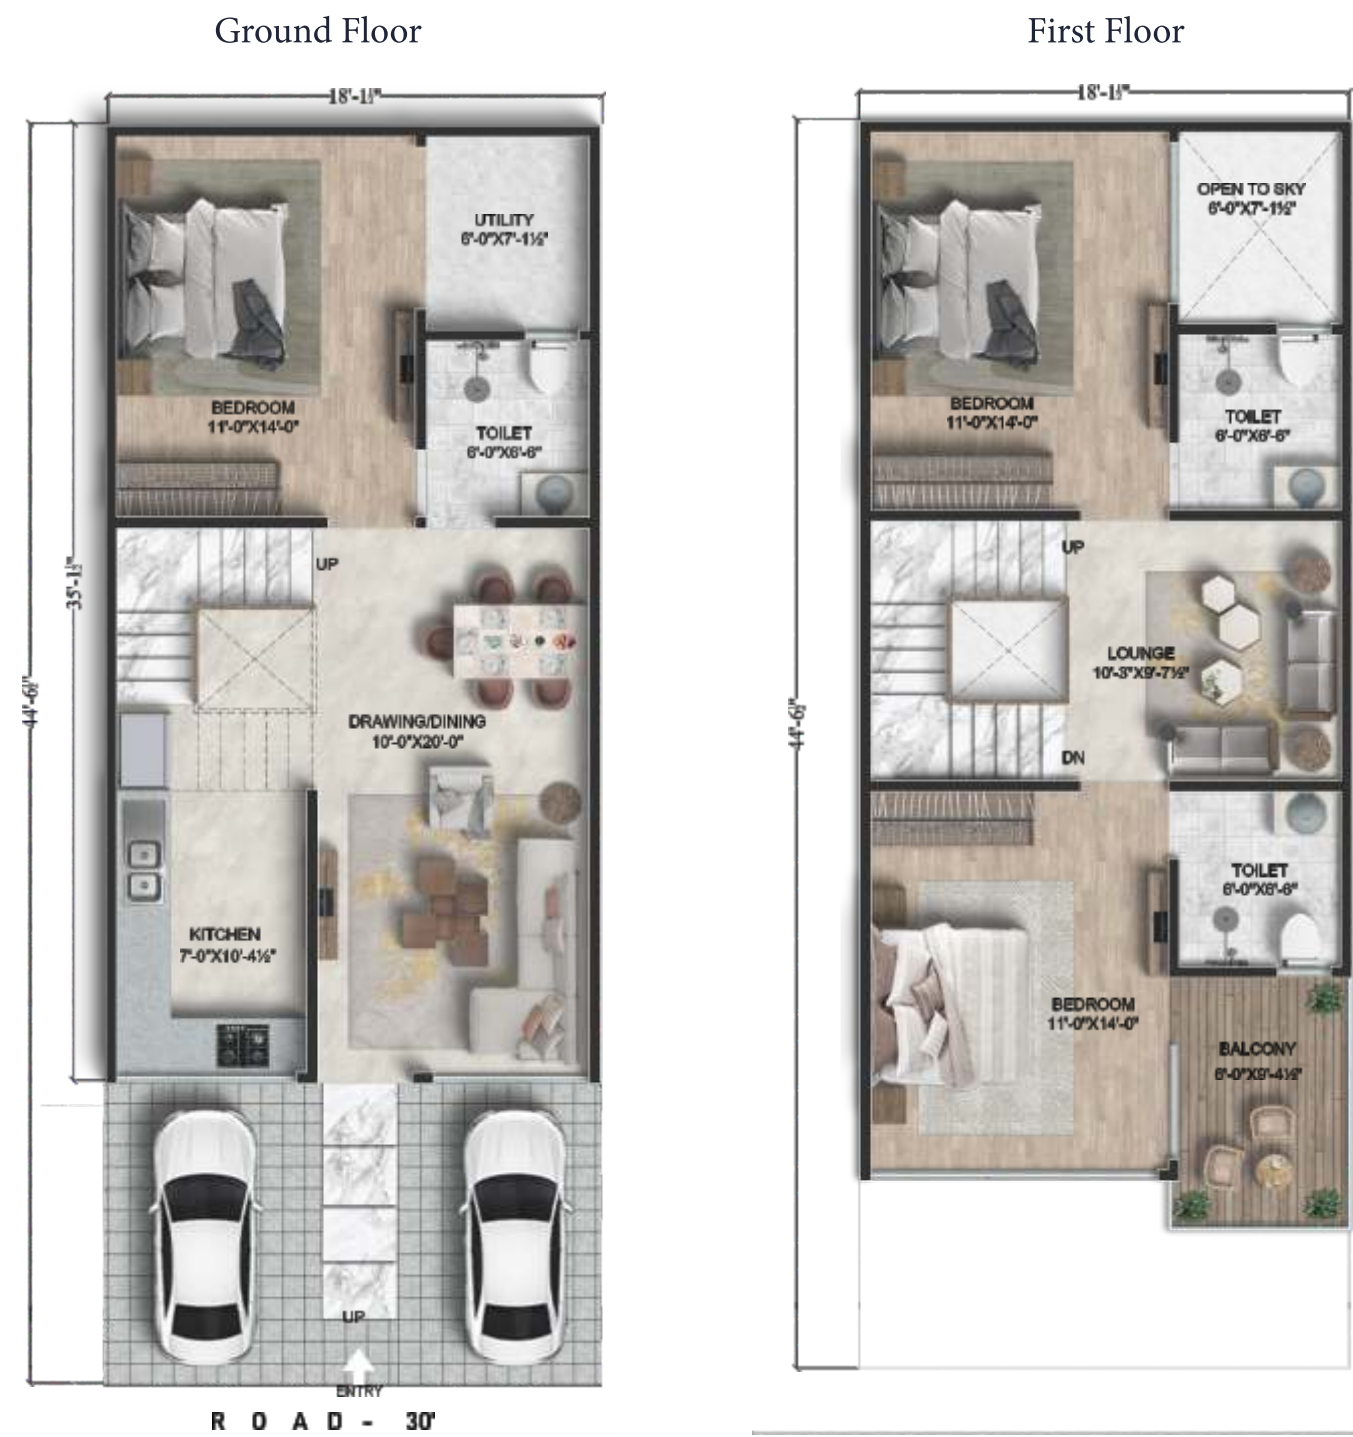 Ground Floor
18'-1½"
44'-6½"
35'-1½"
UTILITY
6'-0"X7'-1½"
BEDROOM
11'-0"X14'-0"
TOILET
6'-0"X6'-6"
UP
DRAWING/DINING
10'-0"X20'-0"
KITCHEN
7'-0"X10'-4½"
UP
ENTRY
ROAD- 30'
First Floor
18'-1½"
44'-6½"
OPEN TO SKY
6'-0"X7'-1½"
BEDROOM
11'-0"X14'-0"
TOILET
6'-0"X6'-6"
UP
LOUNGE
10'-3"X9'-7½"
DN
TOILET
6'-0"X6'-6"
BEDROOM
11'-0"X14'-0"
BALCONY
6'-0"X9'-4½"